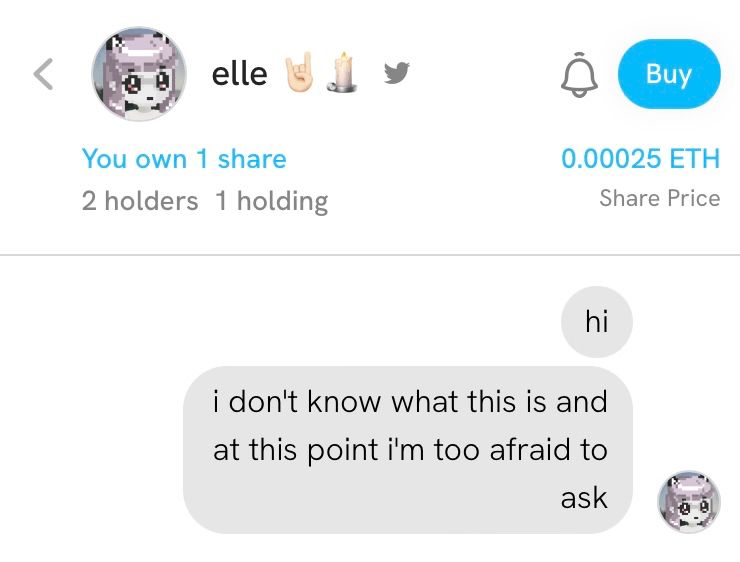 elle 🤘🏻🕯️
Buy
You own 1 share
0.00025 ETH
2 holders 1 holding
Share Price
hi
i don't know what this is and
at this point i'm too afraid to
ask